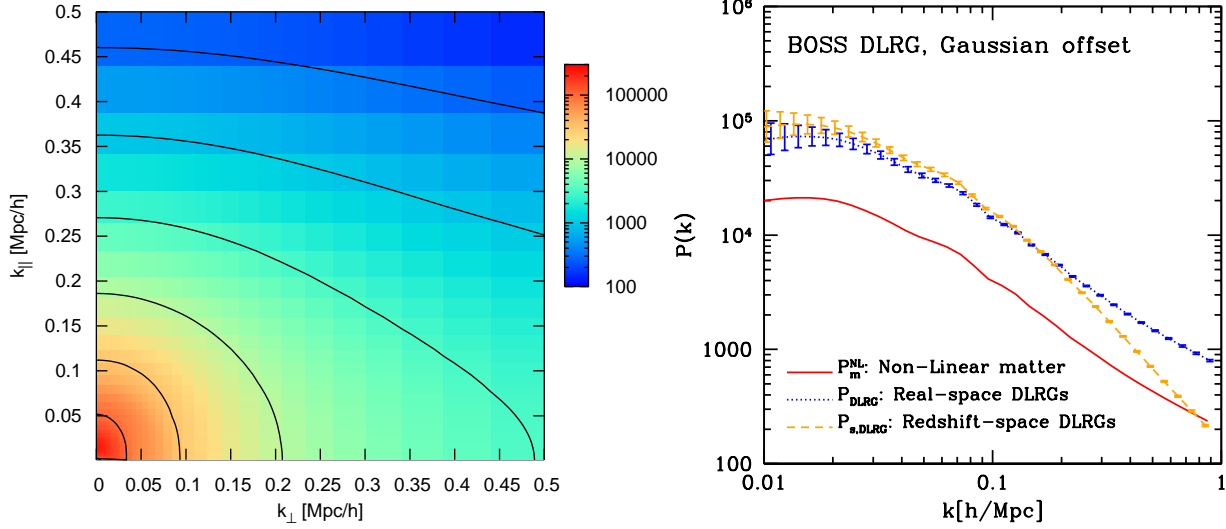 0.45
0.4
0.35
0.3
0.25
0.2
0.15
0.1
0.05
k|| [Mpc/h]
0 0.05 0.1 0.15 0.2 0.25 0.3 0.35 0.4 0.45 0.5
k⊥ [Mpc/h]
100000
10000
1000
100
10⁶
10⁵
10⁴
1000
100
P(k)
BOSS DLRG, Gaussian offset
P_m^NL: Non-Linear matter
P_DLRG: Real-space DLRGs
P_s,DLRG: Redshift-space DLRGs
0.01 0.1 1
k[h/Mpc]